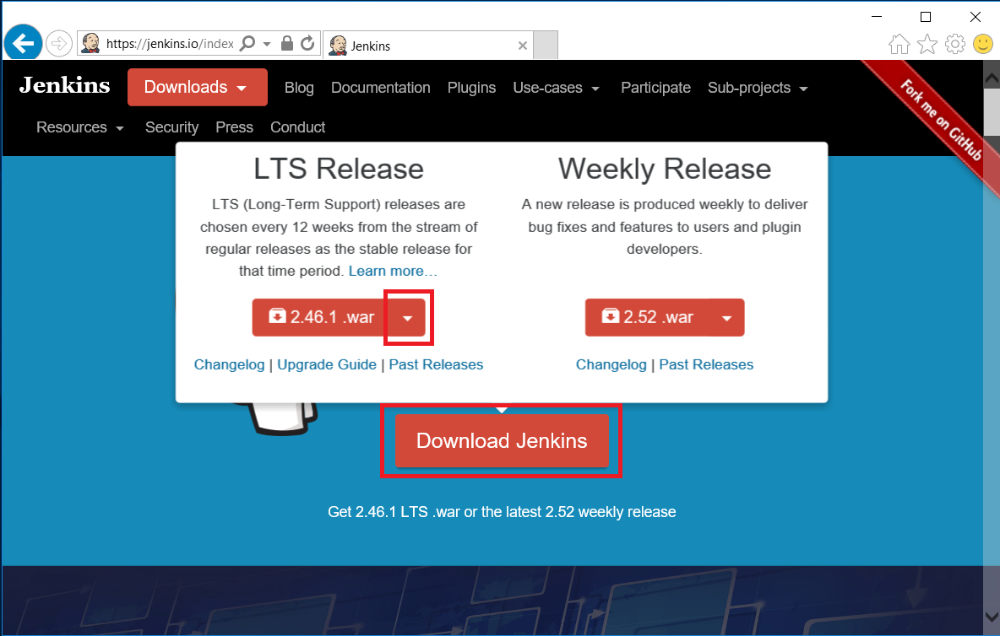 https://jenkins.io/index
Jenkins
Jenkins Downloads Blog Documentation Plugins Use-cases Participate Sub-projects
Fork me on GitHub
Resources Security Press Conduct
LTS Release
LTS (Long-Term Support) releases are
chosen every 12 weeks from the stream of
regular releases as the stable release for
that time period. Learn more…
2.46.1 .war
Changelog | Upgrade Guide | Past Releases
Weekly Release
A new release is produced weekly to deliver
bug fixes and features to users and plugin
developers.
2.52 .war
Changelog | Past Releases
Download Jenkins
Get 2.46.1 LTS .war or the latest 2.52 weekly release